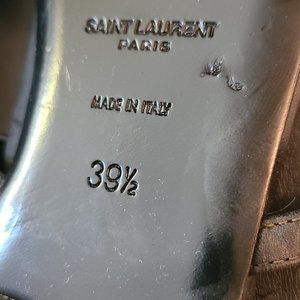 SAINT LAURENT
PARIS
MADE IN ITALY
39½